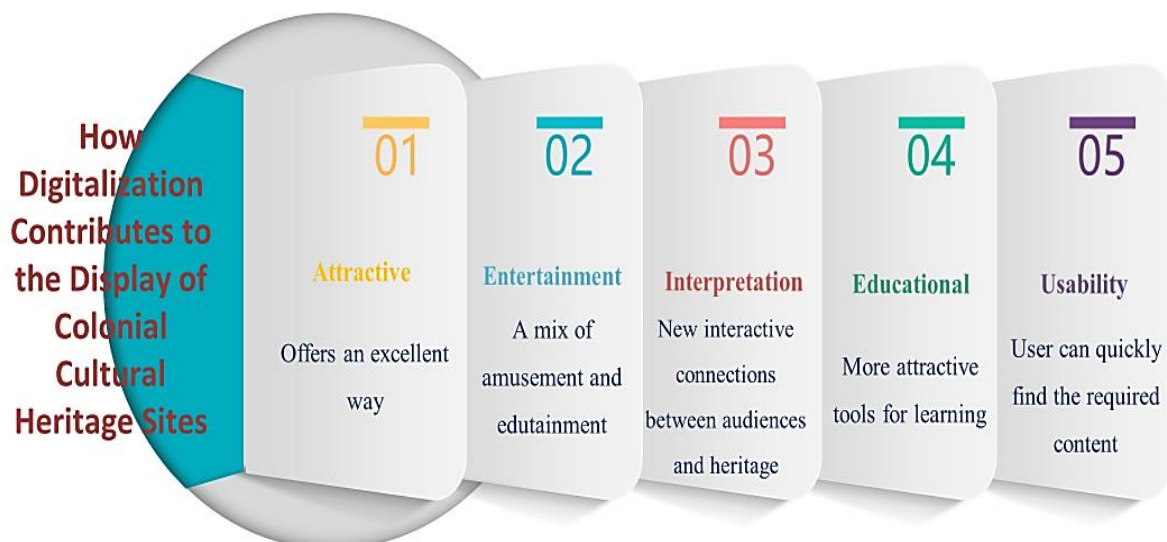 How
Digitalization
Contributes to
the Display of
Colonial
Cultural
Heritage Sites
01
Attractive
Offers an excellent
way
02
Entertainment
A mix of
amusement and
edutainment
03
Interpretation
New interactive
connections
between audiences
and heritage
04
Educational
More attractive
tools for learning
05
Usability
User can quickly
find the required
content